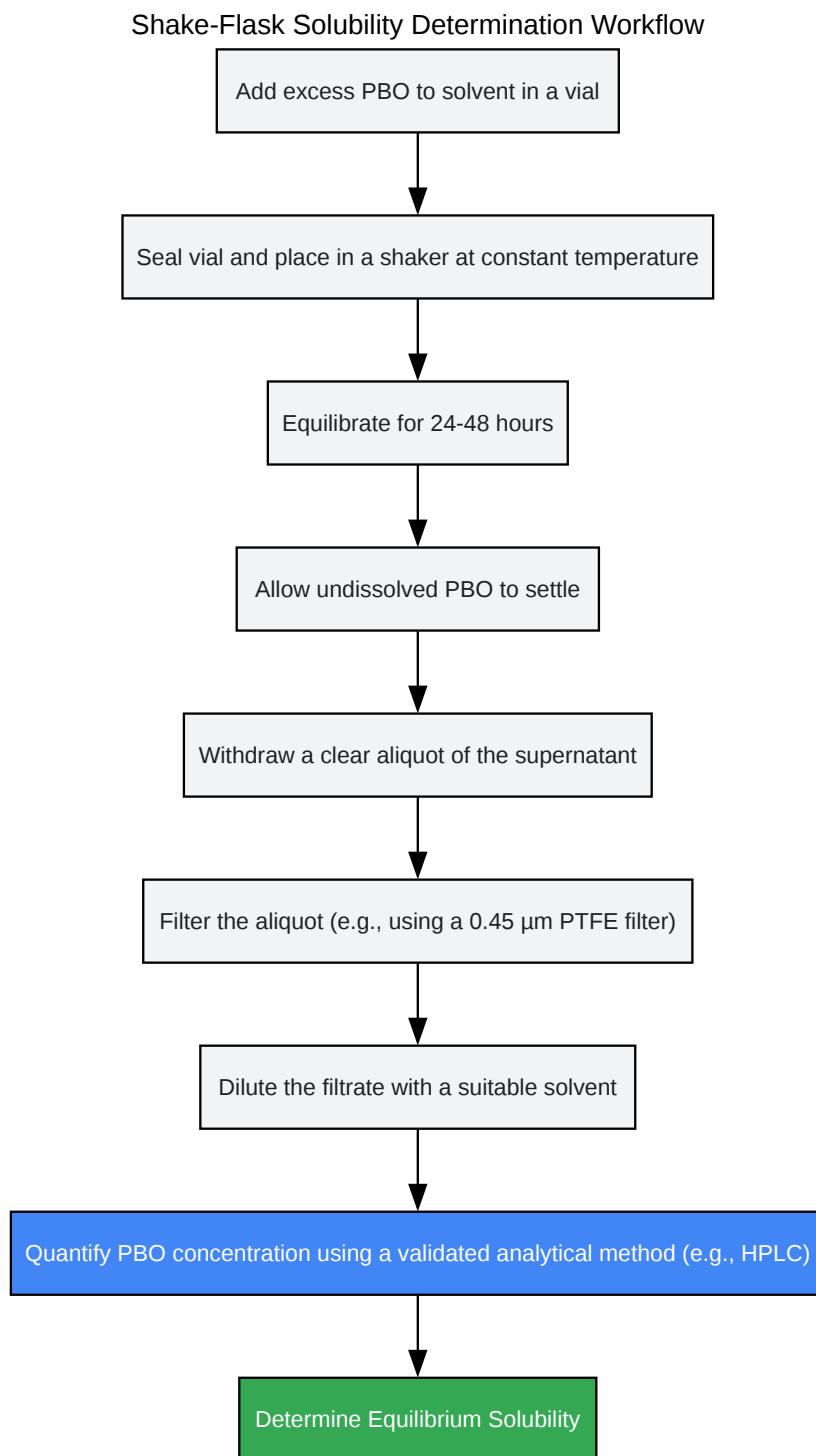 Shake-Flask Solubility Determination Workflow
Add excess PBO to solvent in a vial
Seal vial and place in a shaker at constant temperature
Equilibrate for 24-48 hours
Allow undissolved PBO to settle
Withdraw a clear aliquot of the supernatant
Filter the aliquot (e.g., using a 0.45 µm PTFE filter)
Dilute the filtrate with a suitable solvent
Quantify PBO concentration using a validated analytical method (e.g., HPLC)
Determine Equilibrium Solubility